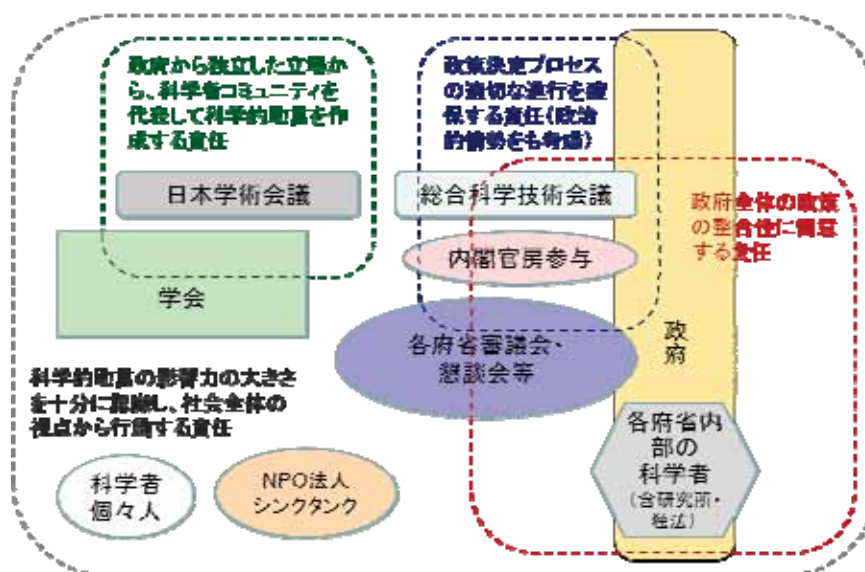 政府から独立した立場か
ら、科学者コミュニティを
代表して科学的助言を作
成する責任
政策決定プロセス
の適切な進行を確
保する責任(政治
的情勢をも考慮)
日本学術会議
総合科学技術会議
政府全体の政策
の整合性に留意
する責任
内閣官房参与
学会
各府省審議会・
懇談会等
政府
科学的助言の影響力の大きさ
を十分に認識し、社会全体の
視点から行動する責任
各府省内
部の
科学者
(含研究所・
独法)
科学者
個々人
NPO法人
シンクタンク